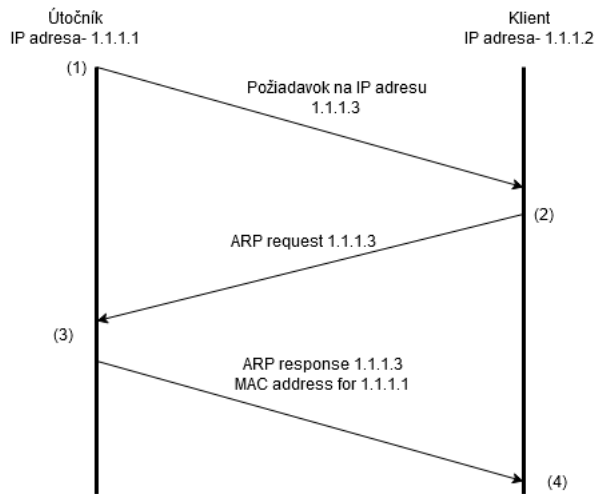 Útočník
IP adresa- 1.1.1.1
Klient
IP adresa- 1.1.1.2
(1)
Požiadavok na IP adresu
1.1.1.3
(2)
ARP request 1.1.1.3
(3)
ARP response 1.1.1.3
MAC address for 1.1.1.1
(4)